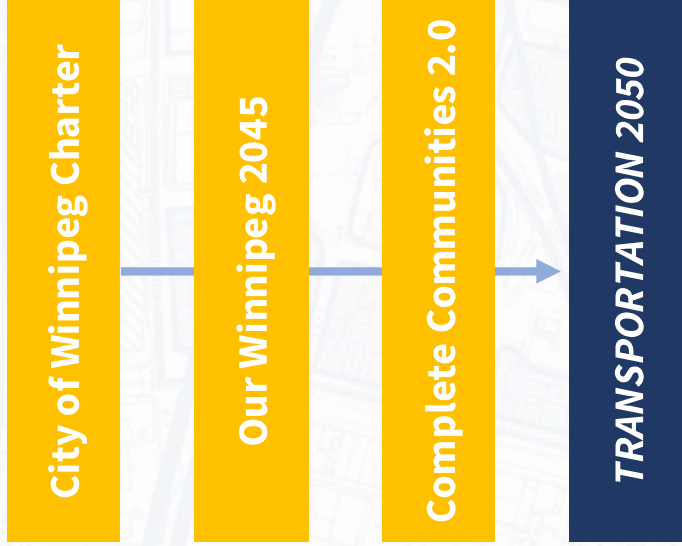 City of Winnipeg Charter
Our Winnipeg 2045
Complete Communities 2.0
TRANSPORTATION 2050